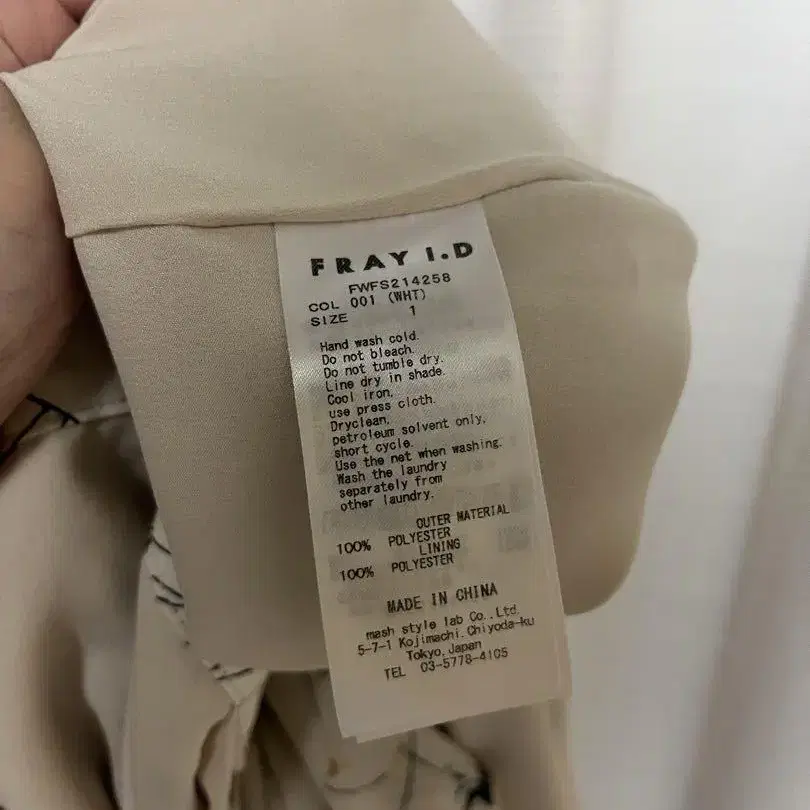 FRAY I.D
FWFS214258
COL 001 (WHT)
SIZE 1
Hand wash cold.
Do not bleach.
Do not tumble dry.
Line dry in shade.
Cool iron,
use press cloth.
Dryclean,
petroleum solvent only,
short cycle.
Use the net when washing.
Wash the laundry
separately from
other laundry.
OUTER MATERIAL
100% POLYESTER
LINING
100% POLYESTER
MADE IN CHINA
mash style lab Co.,Ltd.
5-7-1 Kojimachi,Chiyoda-ku
Tokyo,Japan
TEL 03-5778-4105